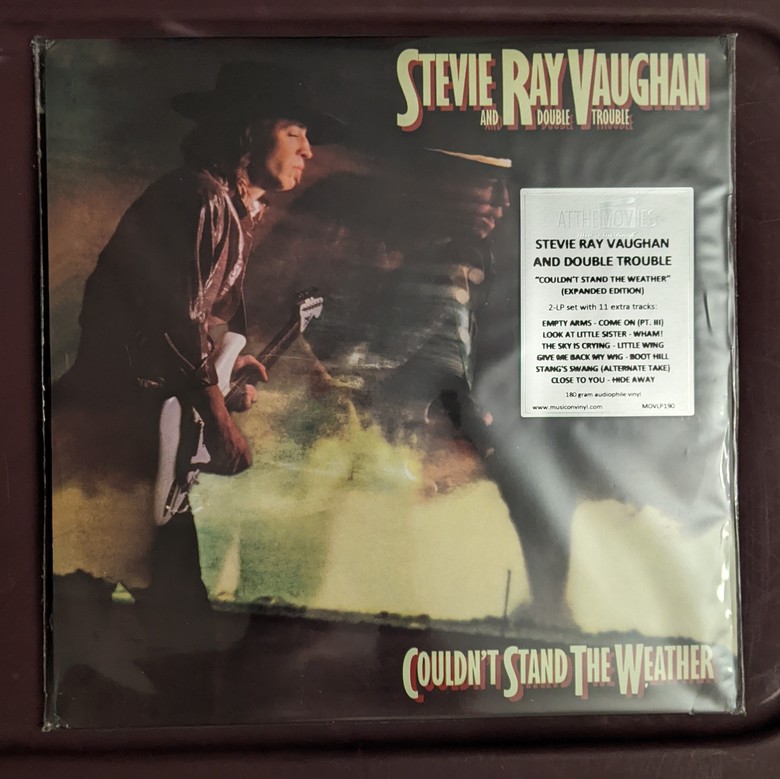 STEVIE RAY VAUGHAN
AND DOUBLE TROUBLE
ATTHEMOVIES
STEVIE RAY VAUGHAN
AND DOUBLE TROUBLE
"COULDN'T STAND THE WEATHER"
(EXPANDED EDITION)
2-LP set with 11 extra tracks:
EMPTY ARMS - COME ON (PT. III)
LOOK AT LITTLE SISTER - WHAM!
THE SKY IS CRYING - LITTLE WING
GIVE ME BACK MY WIG - BOOT HILL
STANG'S SWANG (ALTERNATE TAKE)
CLOSE TO YOU - HIDE AWAY
180 gram audiophile vinyl
www.musiconvinyl.com MOVLP190
COULDN'T STAND THE WEATHER